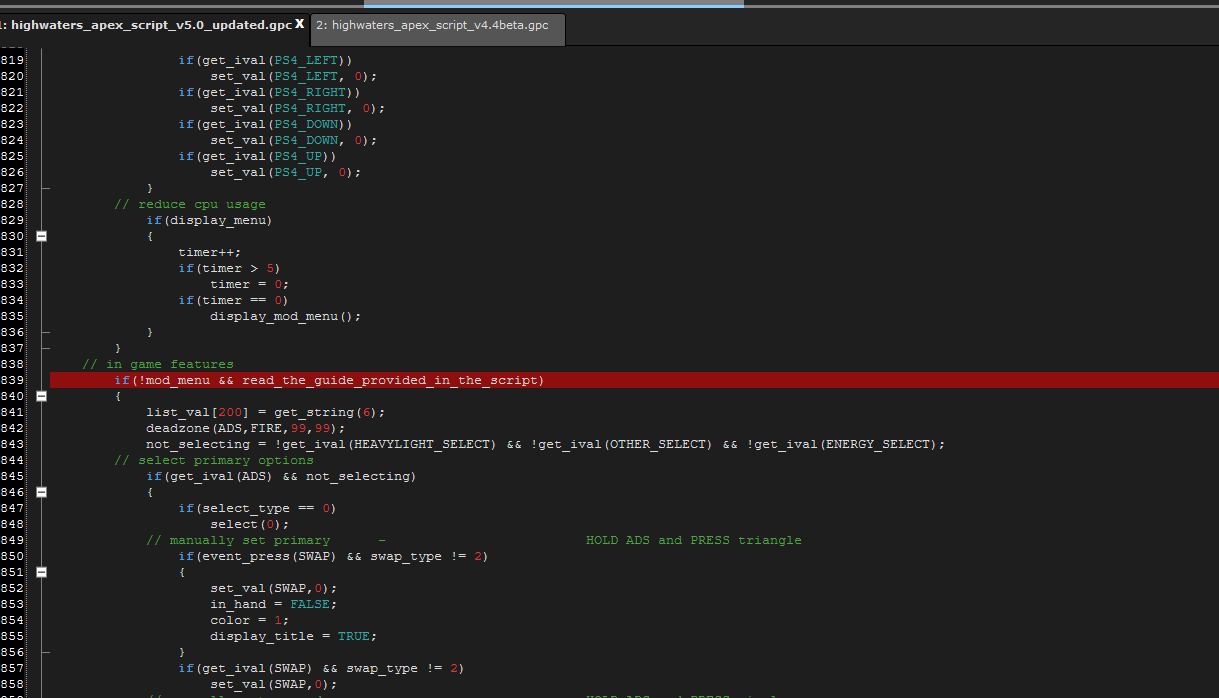 1: highwaters_apex_script_v5.0_updated.gpc X 2: highwaters_apex_script_v4.4beta.gpc
819 if(get_ival(PS4_LEFT))
820 set_val(PS4_LEFT, 0);
821 if(get_ival(PS4_RIGHT))
822 set_val(PS4_RIGHT, 0);
823 if(get_ival(PS4_DOWN))
824 set_val(PS4_DOWN, 0);
825 if(get_ival(PS4_UP))
826 set_val(PS4_UP, 0);
827 }
828 // reduce cpu usage
829 if(display_menu)
830 {
831 timer++;
832 if(timer > 5)
833 timer = 0;
834 if(timer == 0)
835 display_mod_menu();
836 }
837 }
838 // in game features
839 if(!mod_menu && read_the_guide_provided_in_the_script)
840 {
841 list_val[200] = get_string(6);
842 deadzone(ADS,FIRE,99,99);
843 not_selecting = !get_ival(HEAVYLIGHT_SELECT) && !get_ival(OTHER_SELECT) && !get_ival(ENERGY_SELECT);
844 // select primary options
845 if(get_ival(ADS) && not_selecting)
846 {
847 if(select_type == 0)
848 select(0);
849 // manually set primary - HOLD ADS and PRESS triangle
850 if(event_press(SWAP) && swap_type != 2)
851 {
852 set_val(SWAP,0);
853 in_hand = FALSE;
854 color = 1;
855 display_title = TRUE;
856 }
857 if(get_ival(SWAP) && swap_type != 2)
858 set_val(SWAP,0);